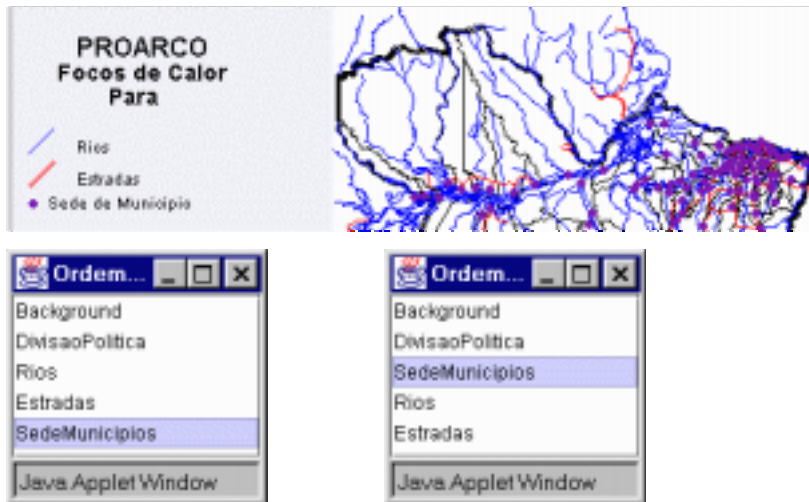 PROARCO
Focos de Calor
Para
Rios
Estradas
Sede de Municipio
Ordem...
Background
DivisaoPolitica
Rios
Estradas
SedeMunicipios
Java Applet Window
Ordem...
Background
DivisaoPolitica
SedeMunicipios
Rios
Estradas
Java Applet Window